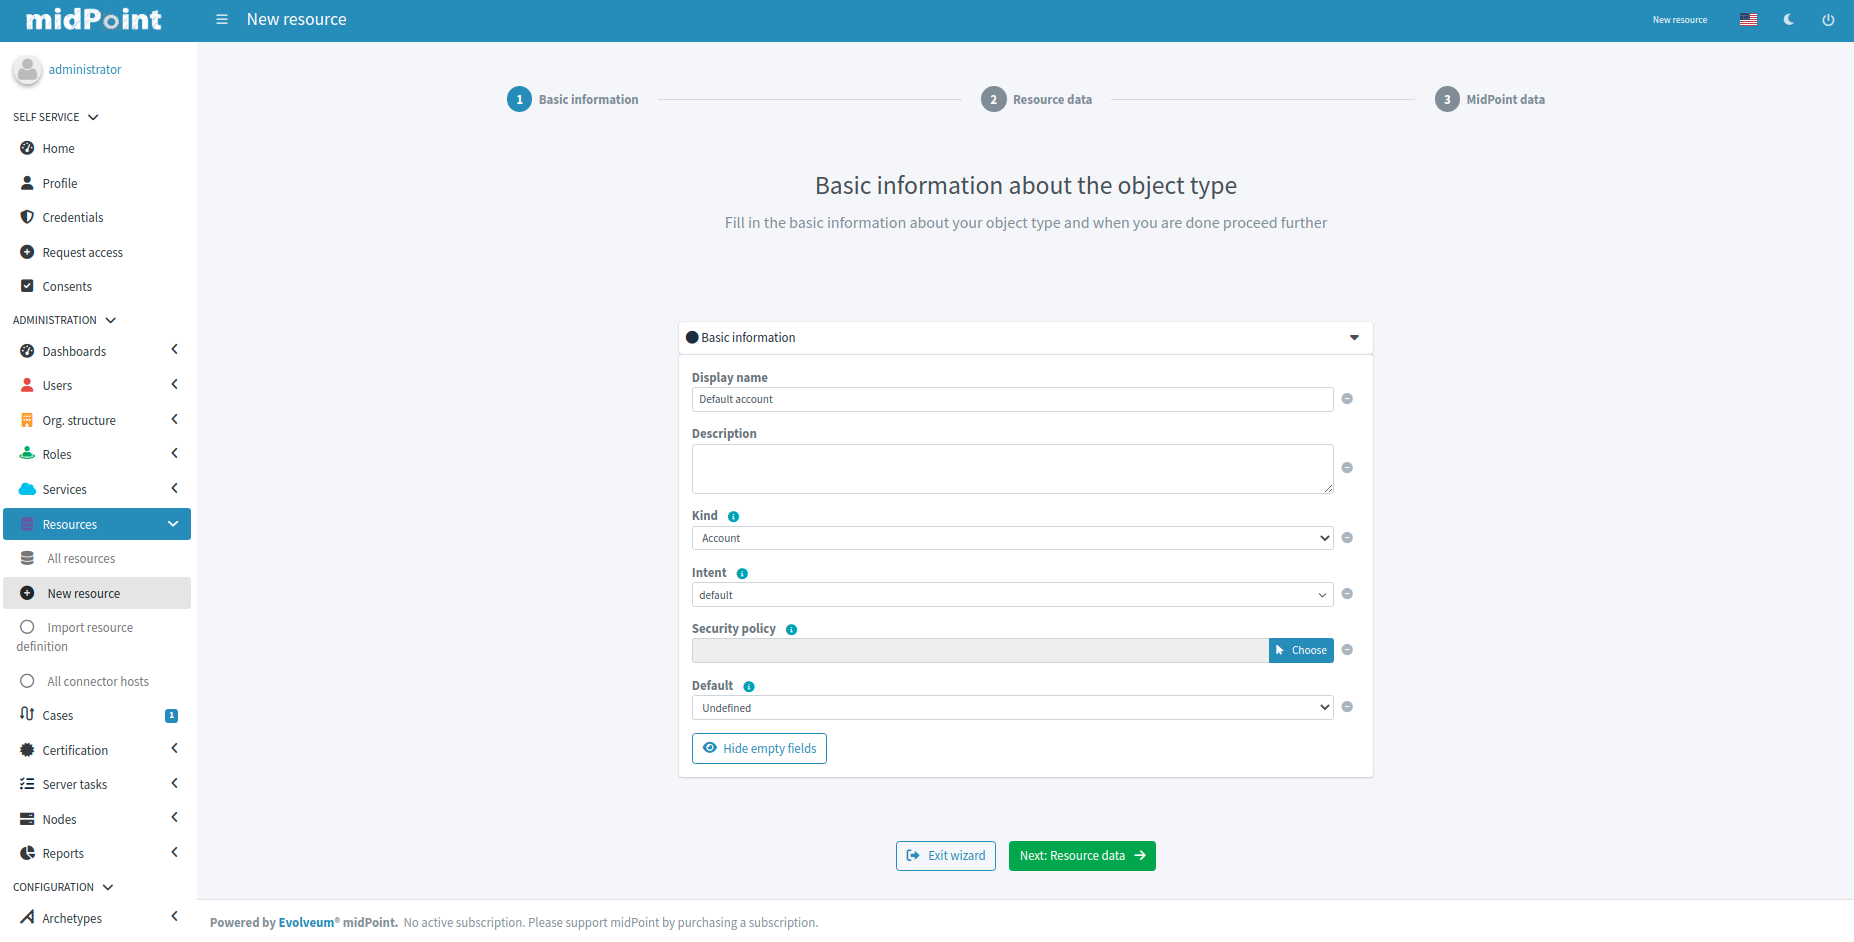 midPoint
New resource
New resource
administrator
SELF SERVICE
Home
Profile
Credentials
Request access
Consents
ADMINISTRATION
Dashboards
Users
Org. structure
Roles
Services
Resources
All resources
New resource
Import resource
definition
All connector hosts
Cases
1
Certification
Server tasks
Nodes
Reports
CONFIGURATION
Archetypes
1 Basic information
2 Resource data
3 MidPoint data
Basic information about the object type
Fill in the basic information about your object type and when you are done proceed further
Basic information
Display name
Default account
Description
Kind
Account
Intent
default
Security policy
Choose
Default
Undefined
Hide empty fields
Exit wizard
Next: Resource data
Powered by Evolveum® midPoint. No active subscription. Please support midPoint by purchasing a subscription.